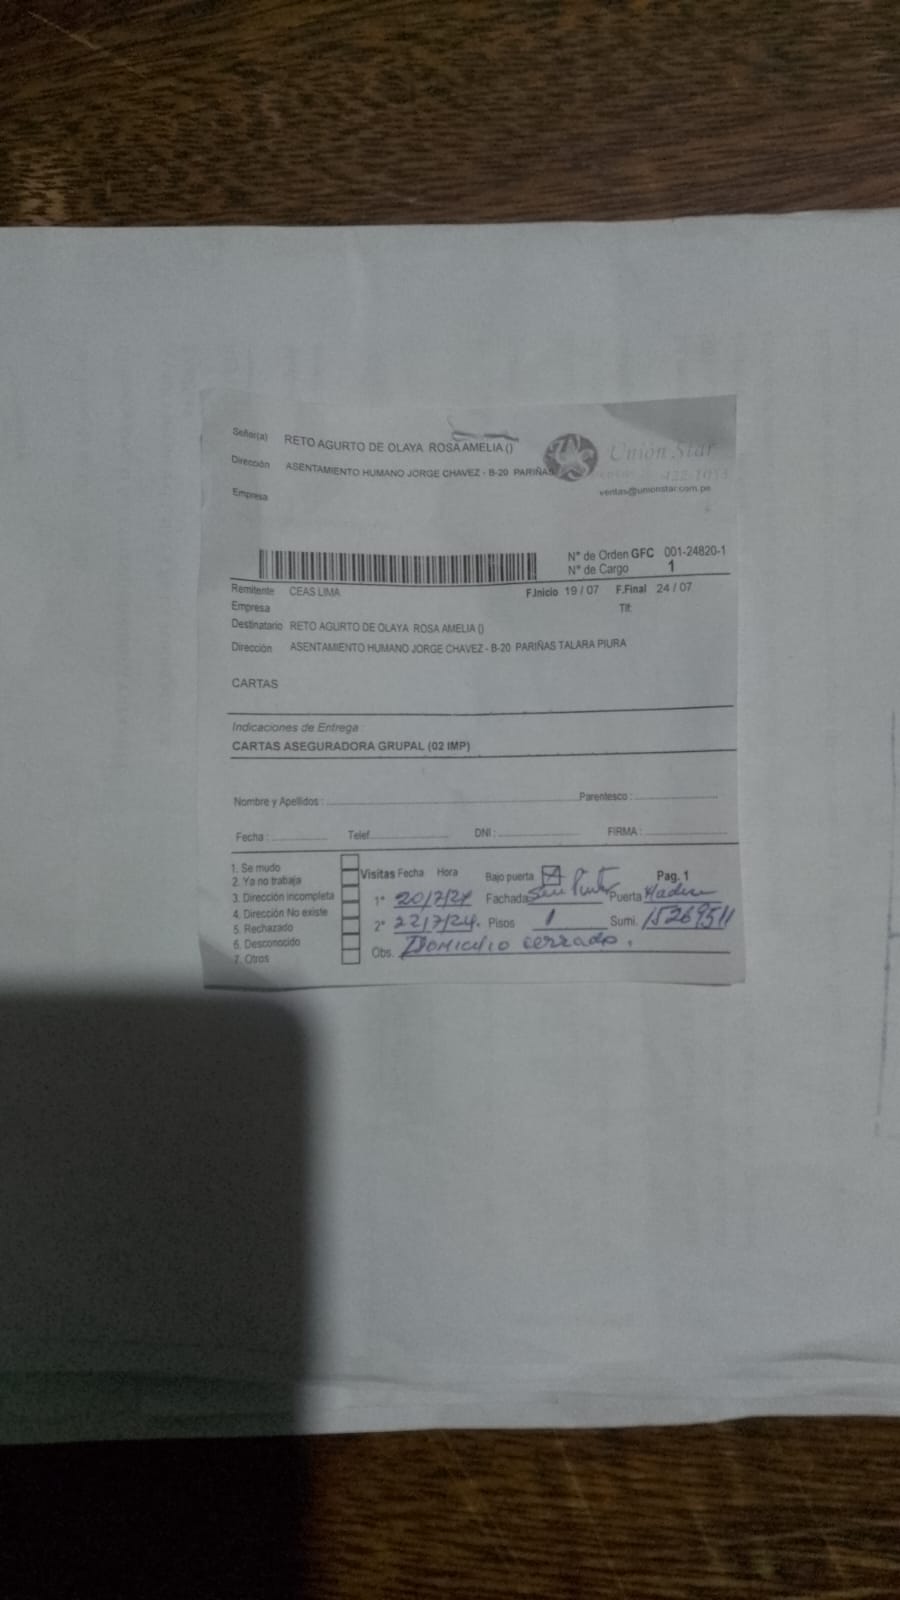 Señor(a) RETO AGURTO DE OLAYA ROSA AMELIA ()
Dirección ASENTAMIENTO HUMANO JORGE CHAVEZ - B-20 PARIÑAS
Unión Star
422-1053
ventas@unionstar.com.pe
Empresa
N° de Orden GFC 001-24820-1
N° de Cargo 1
Remitente CEAS LIMA F.Inicio 19 / 07 F.Final 24 / 07
Empresa Tlf:
Destinatario RETO AGURTO DE OLAYA ROSA AMELIA ()
Dirección ASENTAMIENTO HUMANO JORGE CHAVEZ - B-20 PARIÑAS TALARA PIURA
CARTAS
Indicaciones de Entrega
CARTAS ASEGURADORA GRUPAL (02 IMP)
Nombre y Apellidos : Parentesco :
Fecha : Telef. DNI : FIRMA :
1. Se mudo
2. Ya no trabaja
3. Dirección incompleta
4. Dirección No existe
5. Rechazado
6. Desconocido
7. Otros
Visitas Fecha Hora Bajo puerta Pag. 1
1° 20/7/24 Fachada Sin Pintar Puerta Madera
2° 22/7/24. Pisos 1 Sumi. 15269511
Obs. Domicilio cerrado.